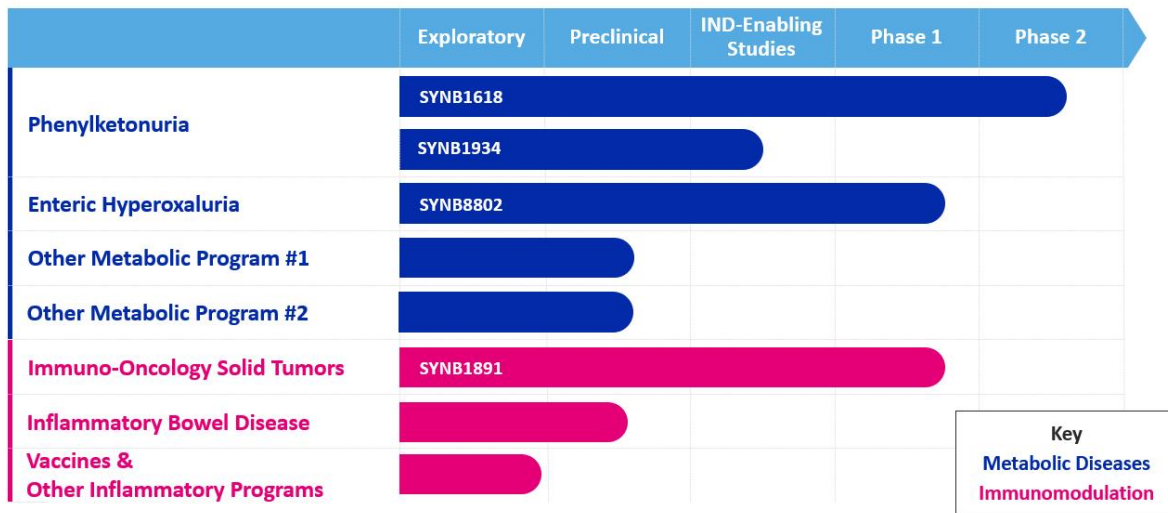 Exploratory
Preclinical
IND-Enabling
Studies
Phase 1
Phase 2
Phenylketonuria
SYNB1618
SYNB1934
Enteric Hyperoxaluria
SYNB8802
Other Metabolic Program #1
Other Metabolic Program #2
Immuno-Oncology Solid Tumors
SYNB1891
Inflammatory Bowel Disease
Vaccines &
Other Inflammatory Programs
Key
Metabolic Diseases
Immunomodulation